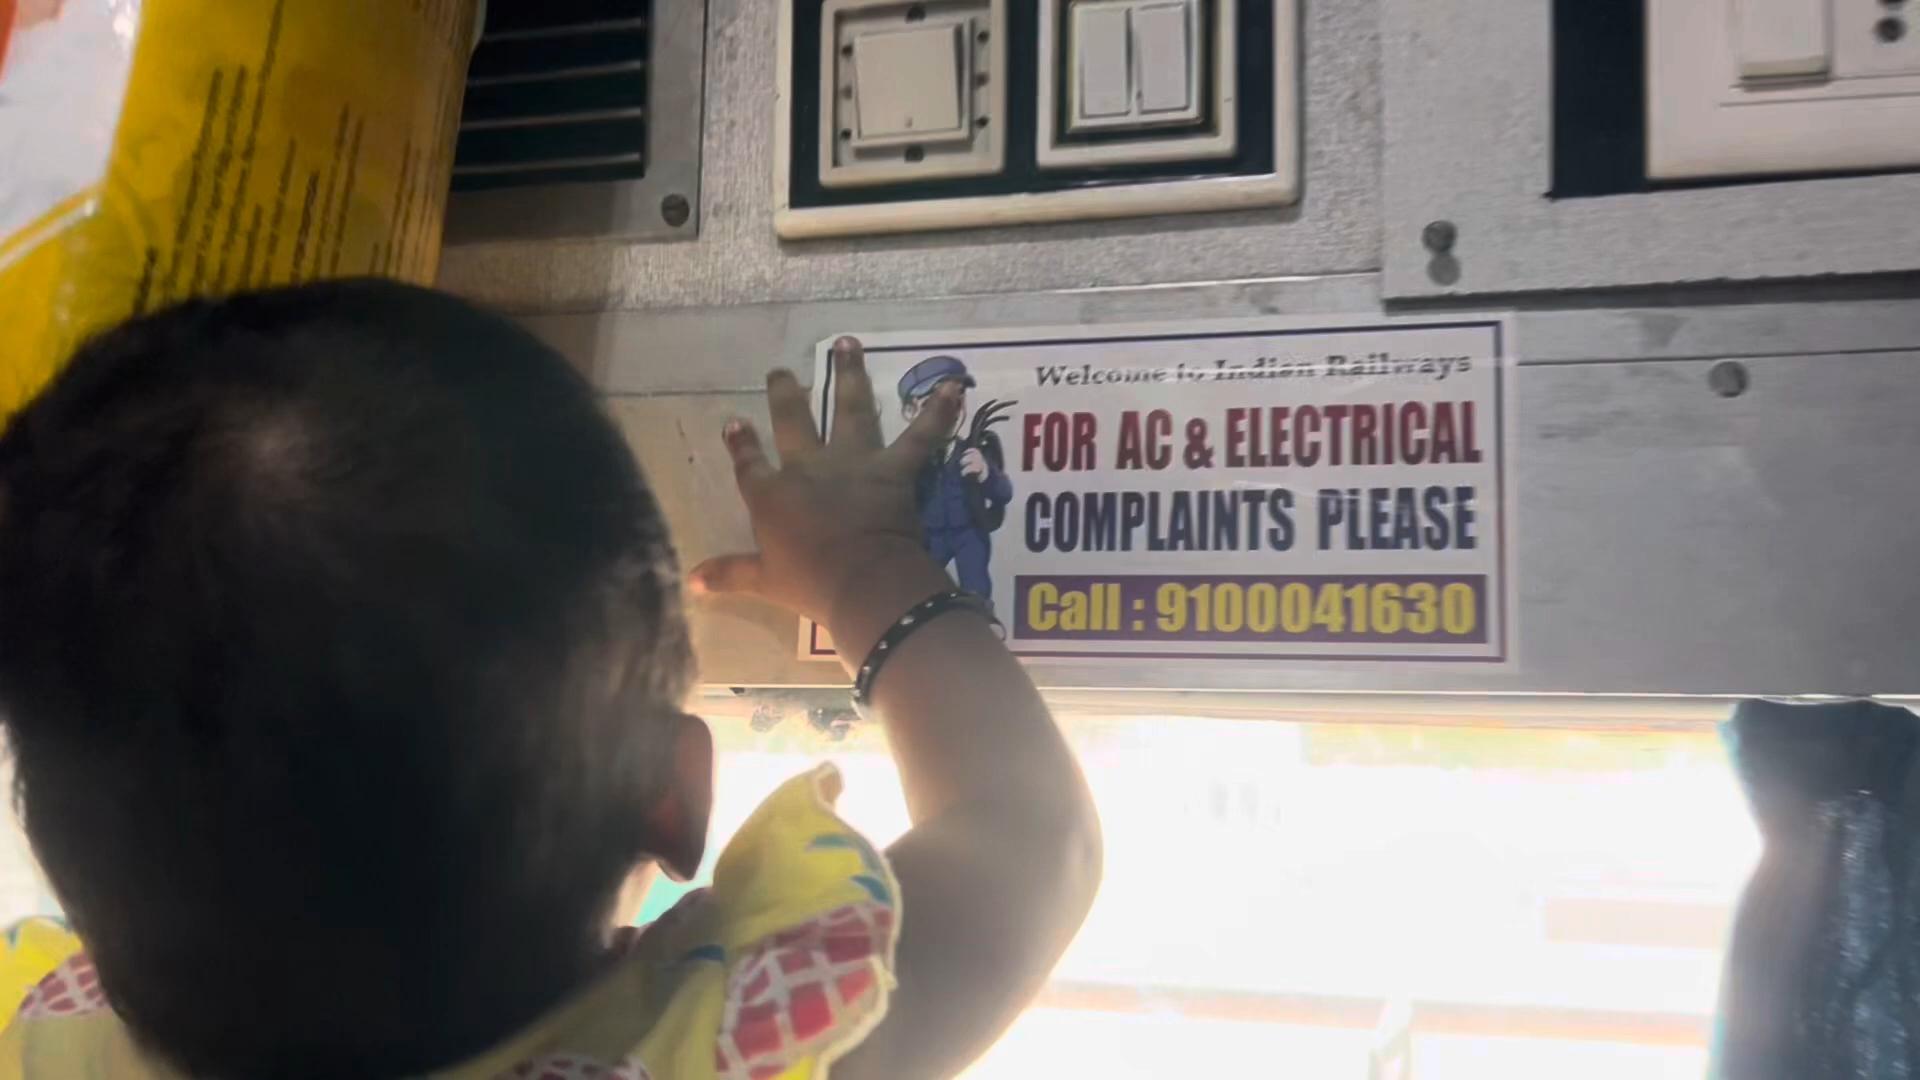 Welcome to Indian Railways
FOR AC & ELECTRICAL
COMPLAINTS PLEASE
Call : 9100041630